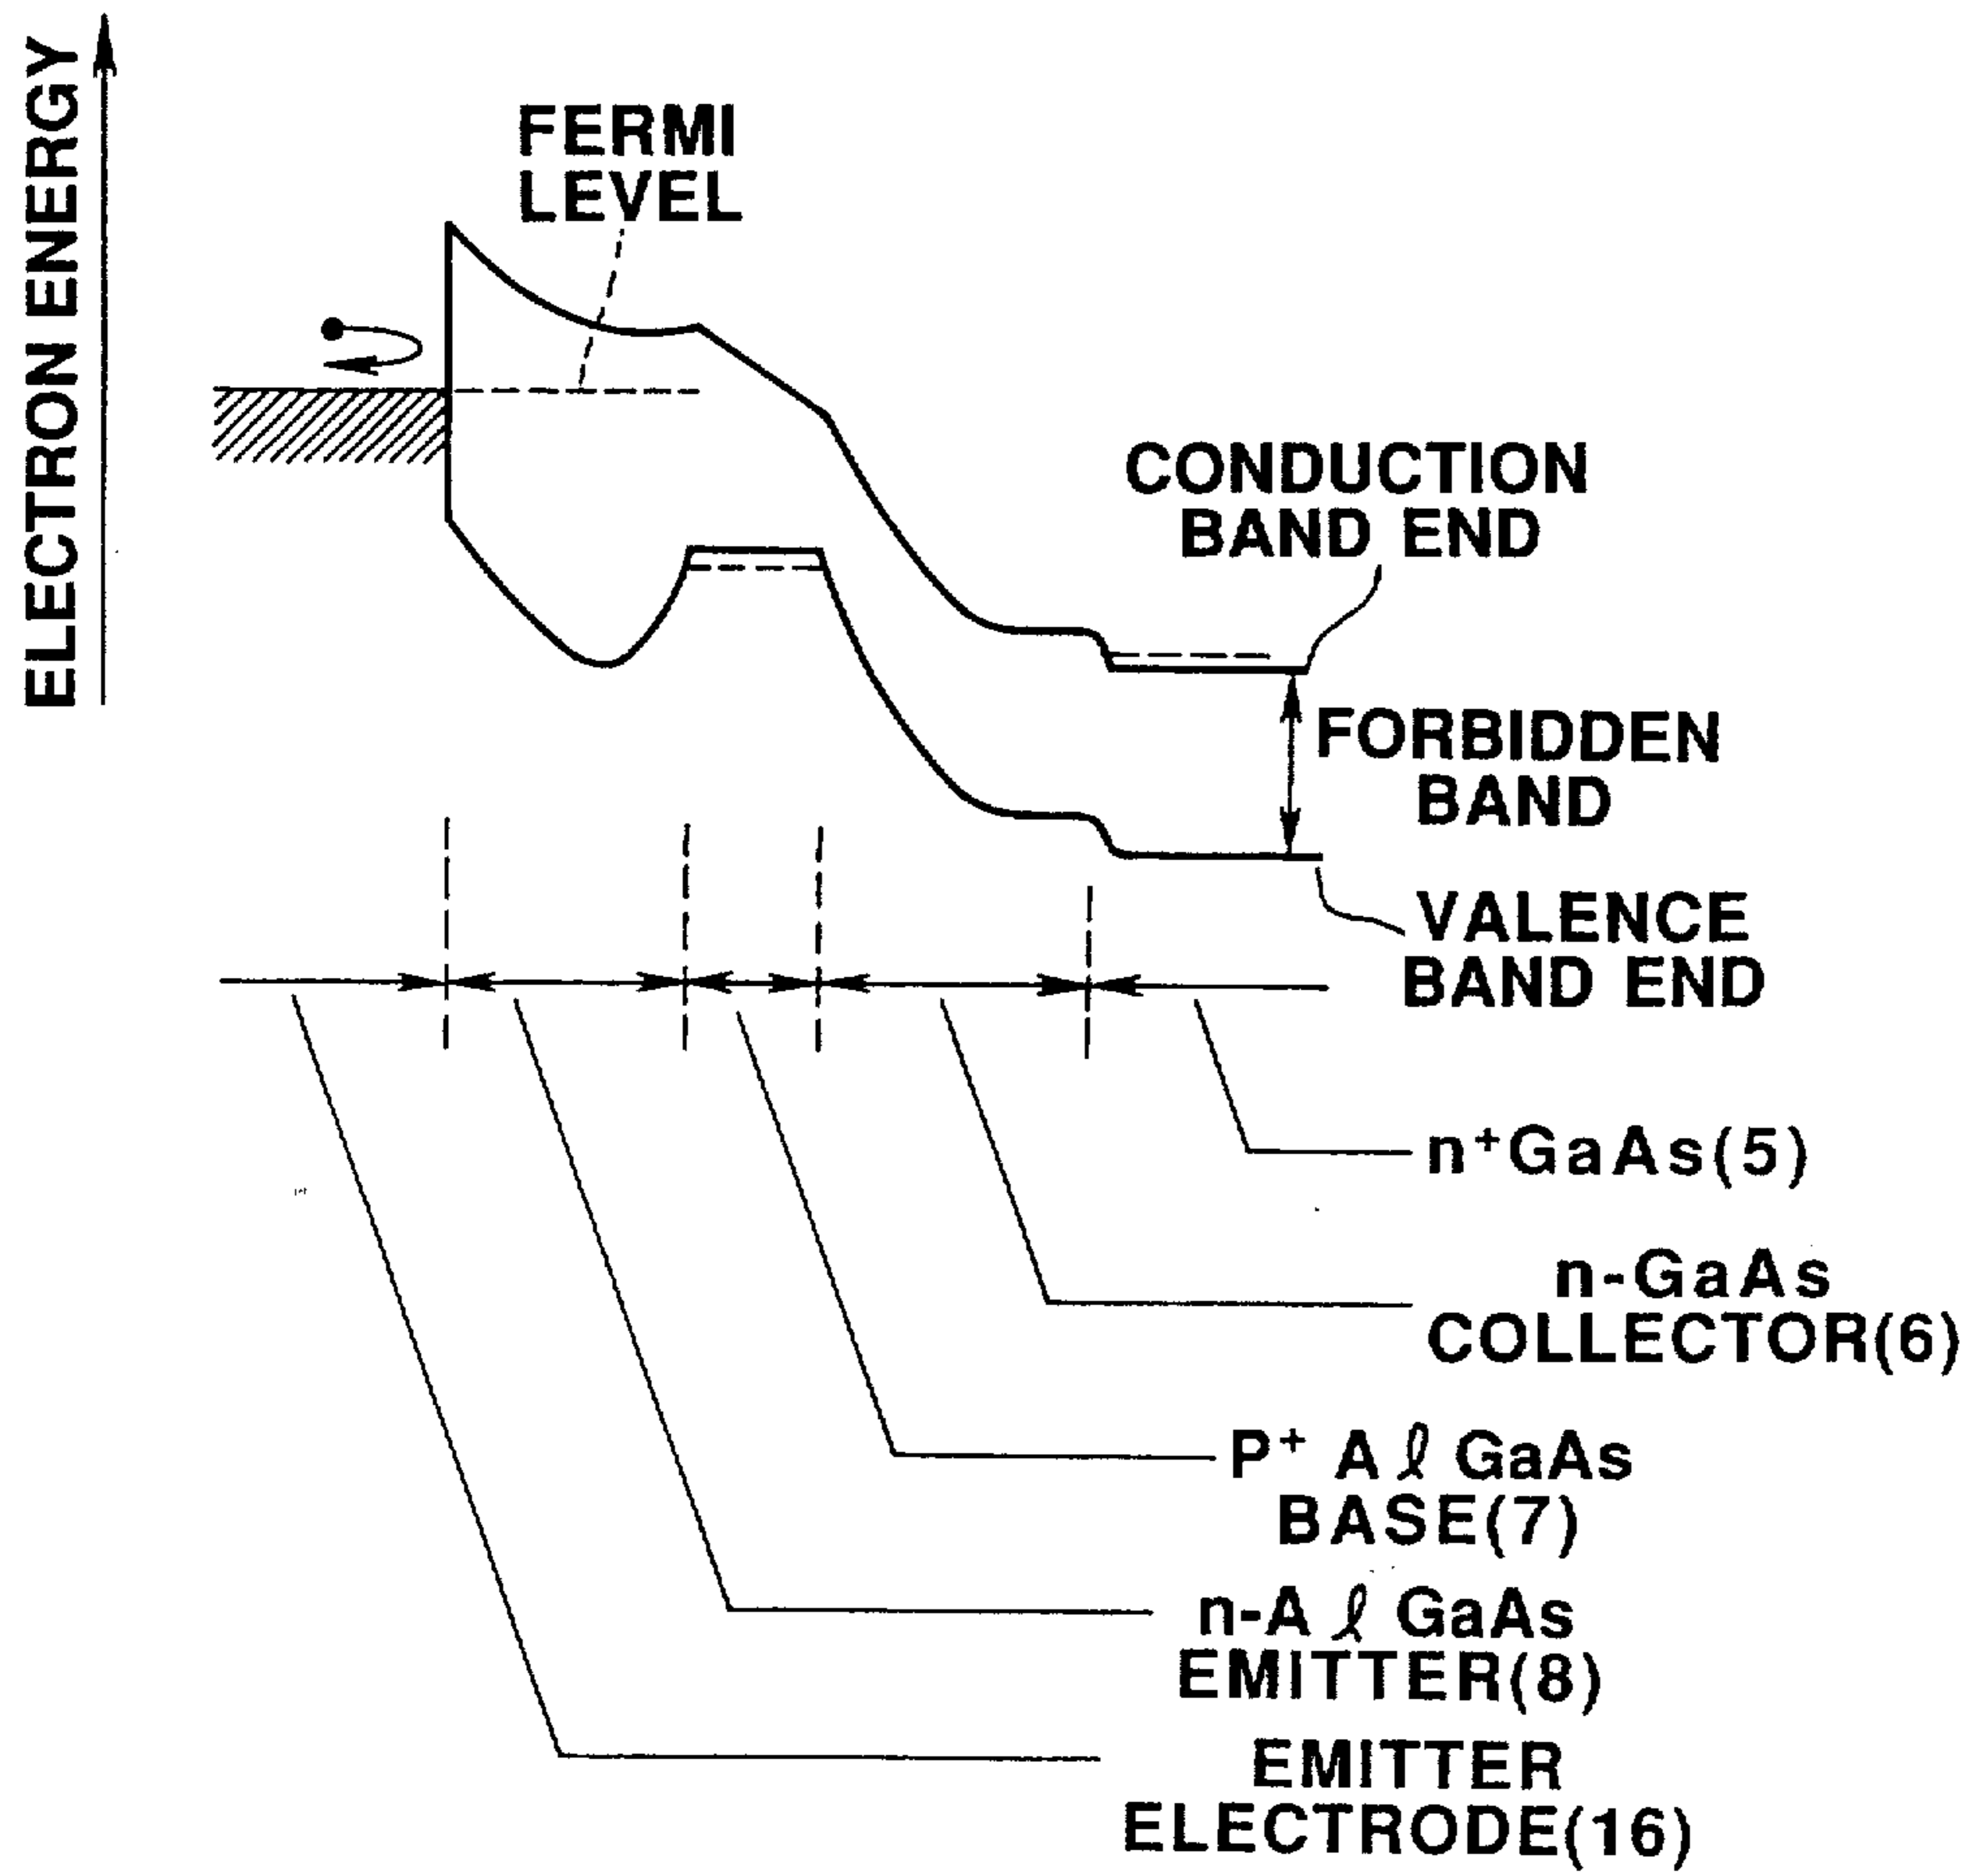 ELECTRON ENERGY
FERMI
LEVEL
CONDUCTION
BAND END
FORBIDDEN
BAND
VALENCE
BAND END
n⁺GaAs(5)
n-GaAs
COLLECTOR(6)
P⁺ AℓGaAs
BASE(7)
n-AℓGaAs
EMITTER(8)
EMITTER
ELECTRODE(16)